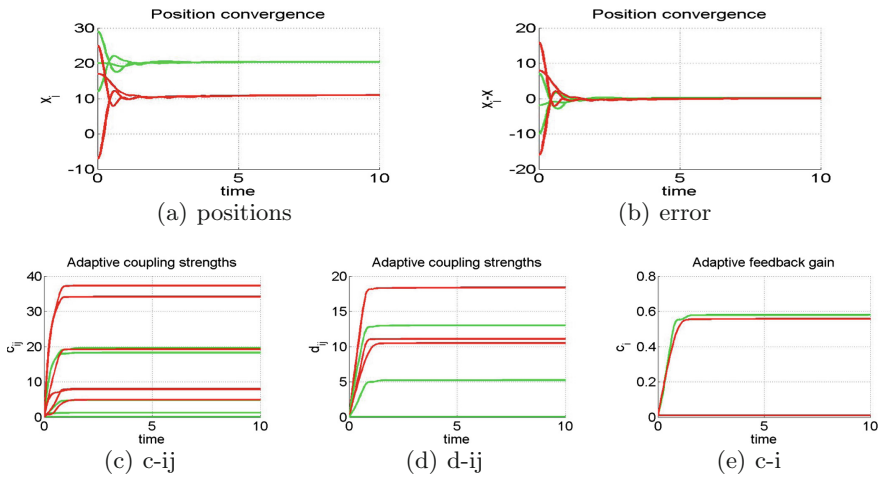 Position convergence
30
20
10
0
-10
0
5
10
time
x_i
(a) positions
Position convergence
20
10
0
-10
-20
0
5
10
time
x_i-x
(b) error
Adaptive coupling strengths
40
30
20
10
0
0
5
10
time
c_ij
(c) c-ij
Adaptive coupling strengths
20
15
10
5
0
0
5
10
time
d_ij
(d) d-ij
Adaptive feedback gain
0.8
0.6
0.4
0.2
0
0
5
10
time
c_i
(e) c-i